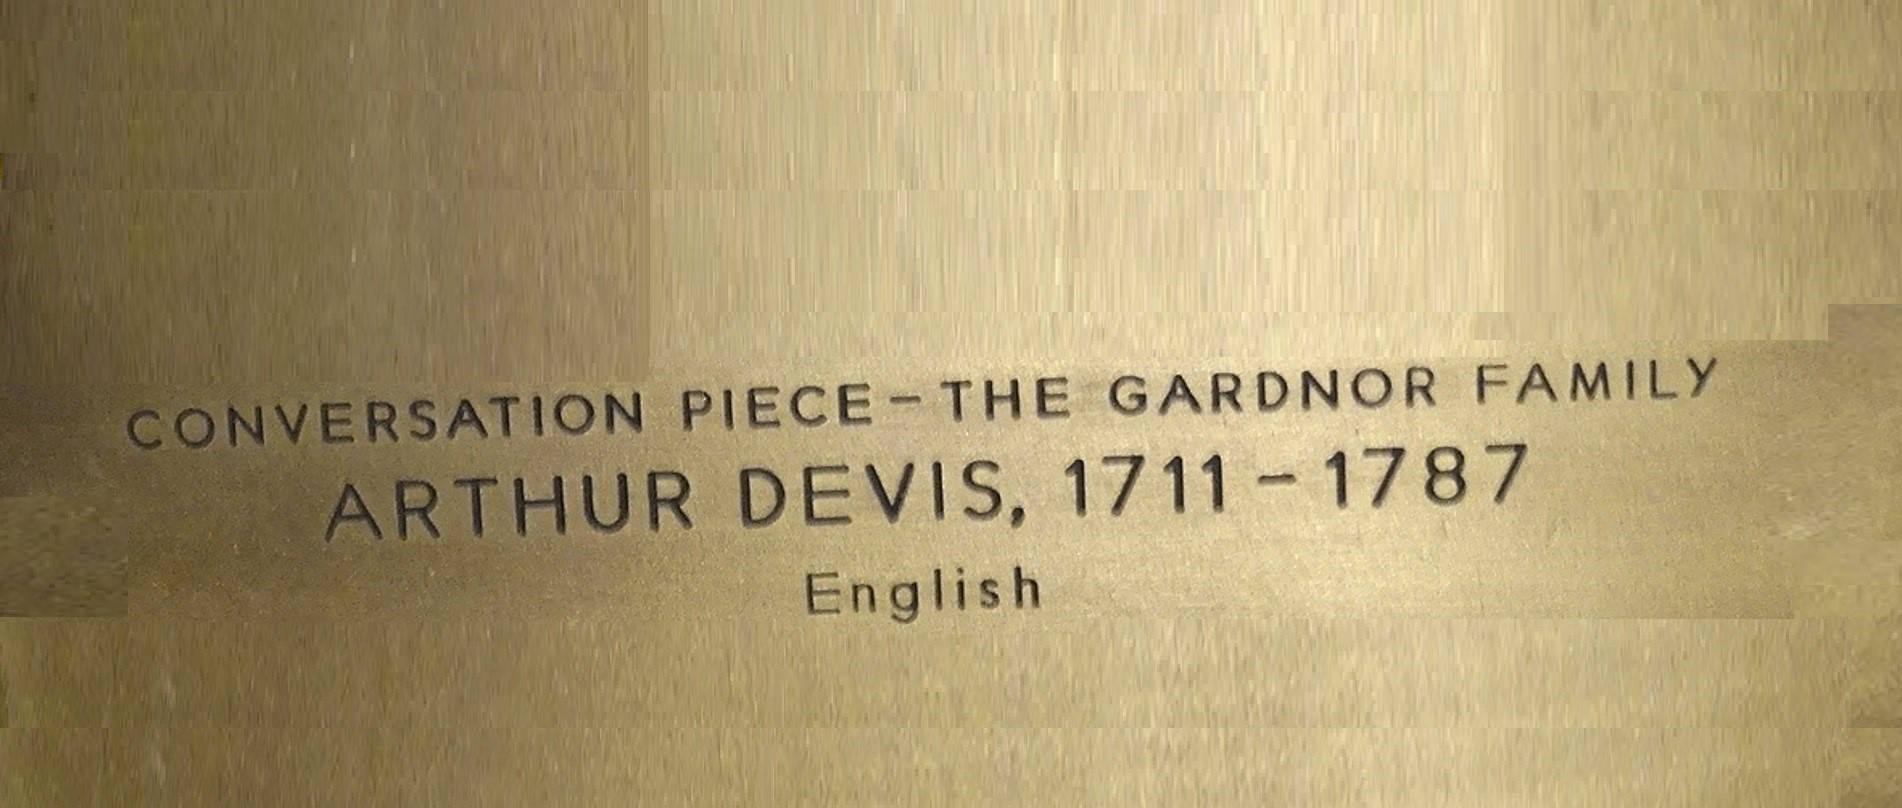 CONVERSATION PIECE – THE GARDNOR FAMILY
ARTHUR DEVIS, 1711 – 1787
English